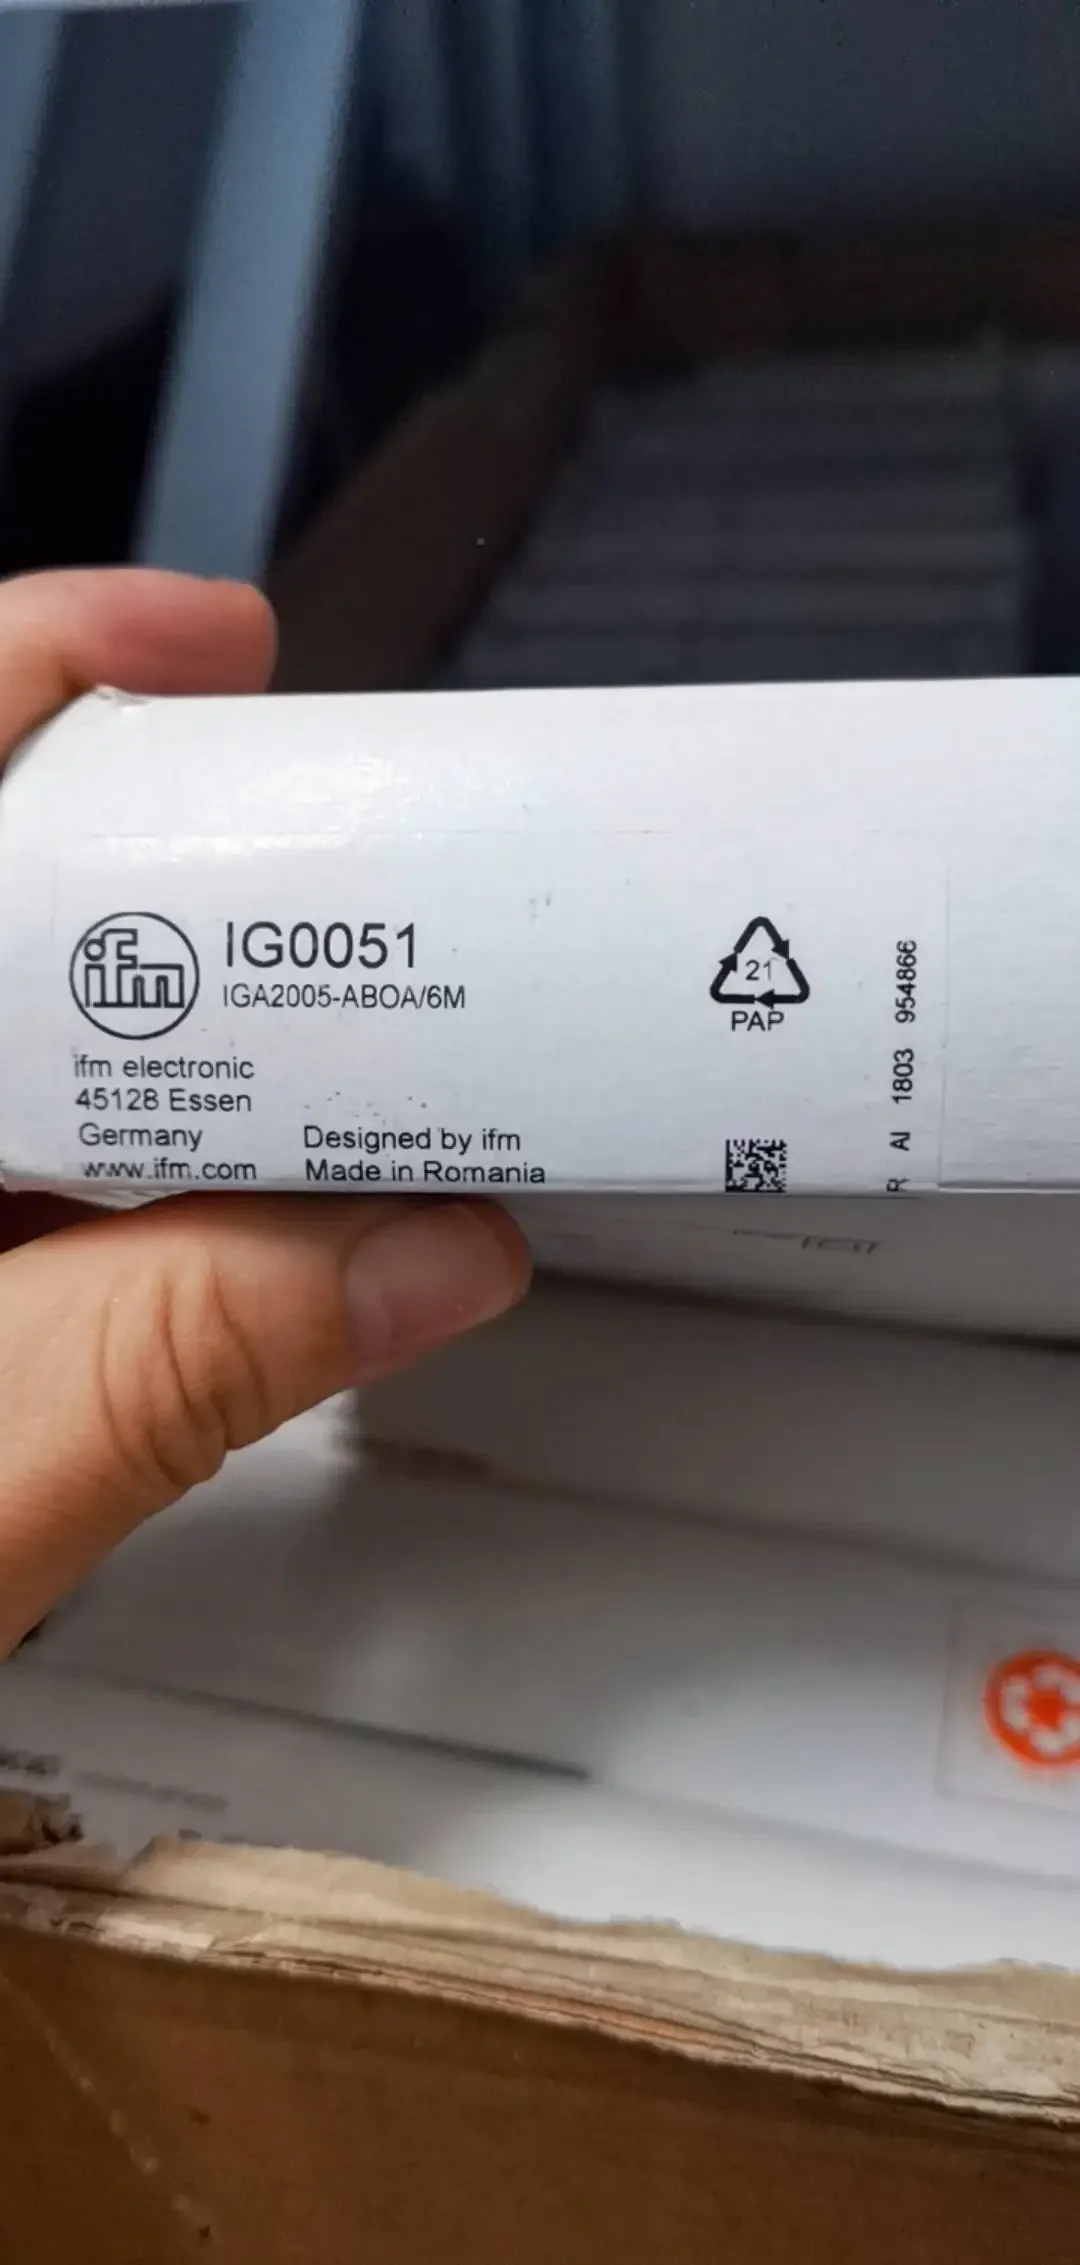 ifm
IG0051
IGA2005-ABOA/6M
ifm electronic
45128 Essen
Germany
www.ifm.com
Designed by ifm
Made in Romania
21
PAP
R AI 1803 954866